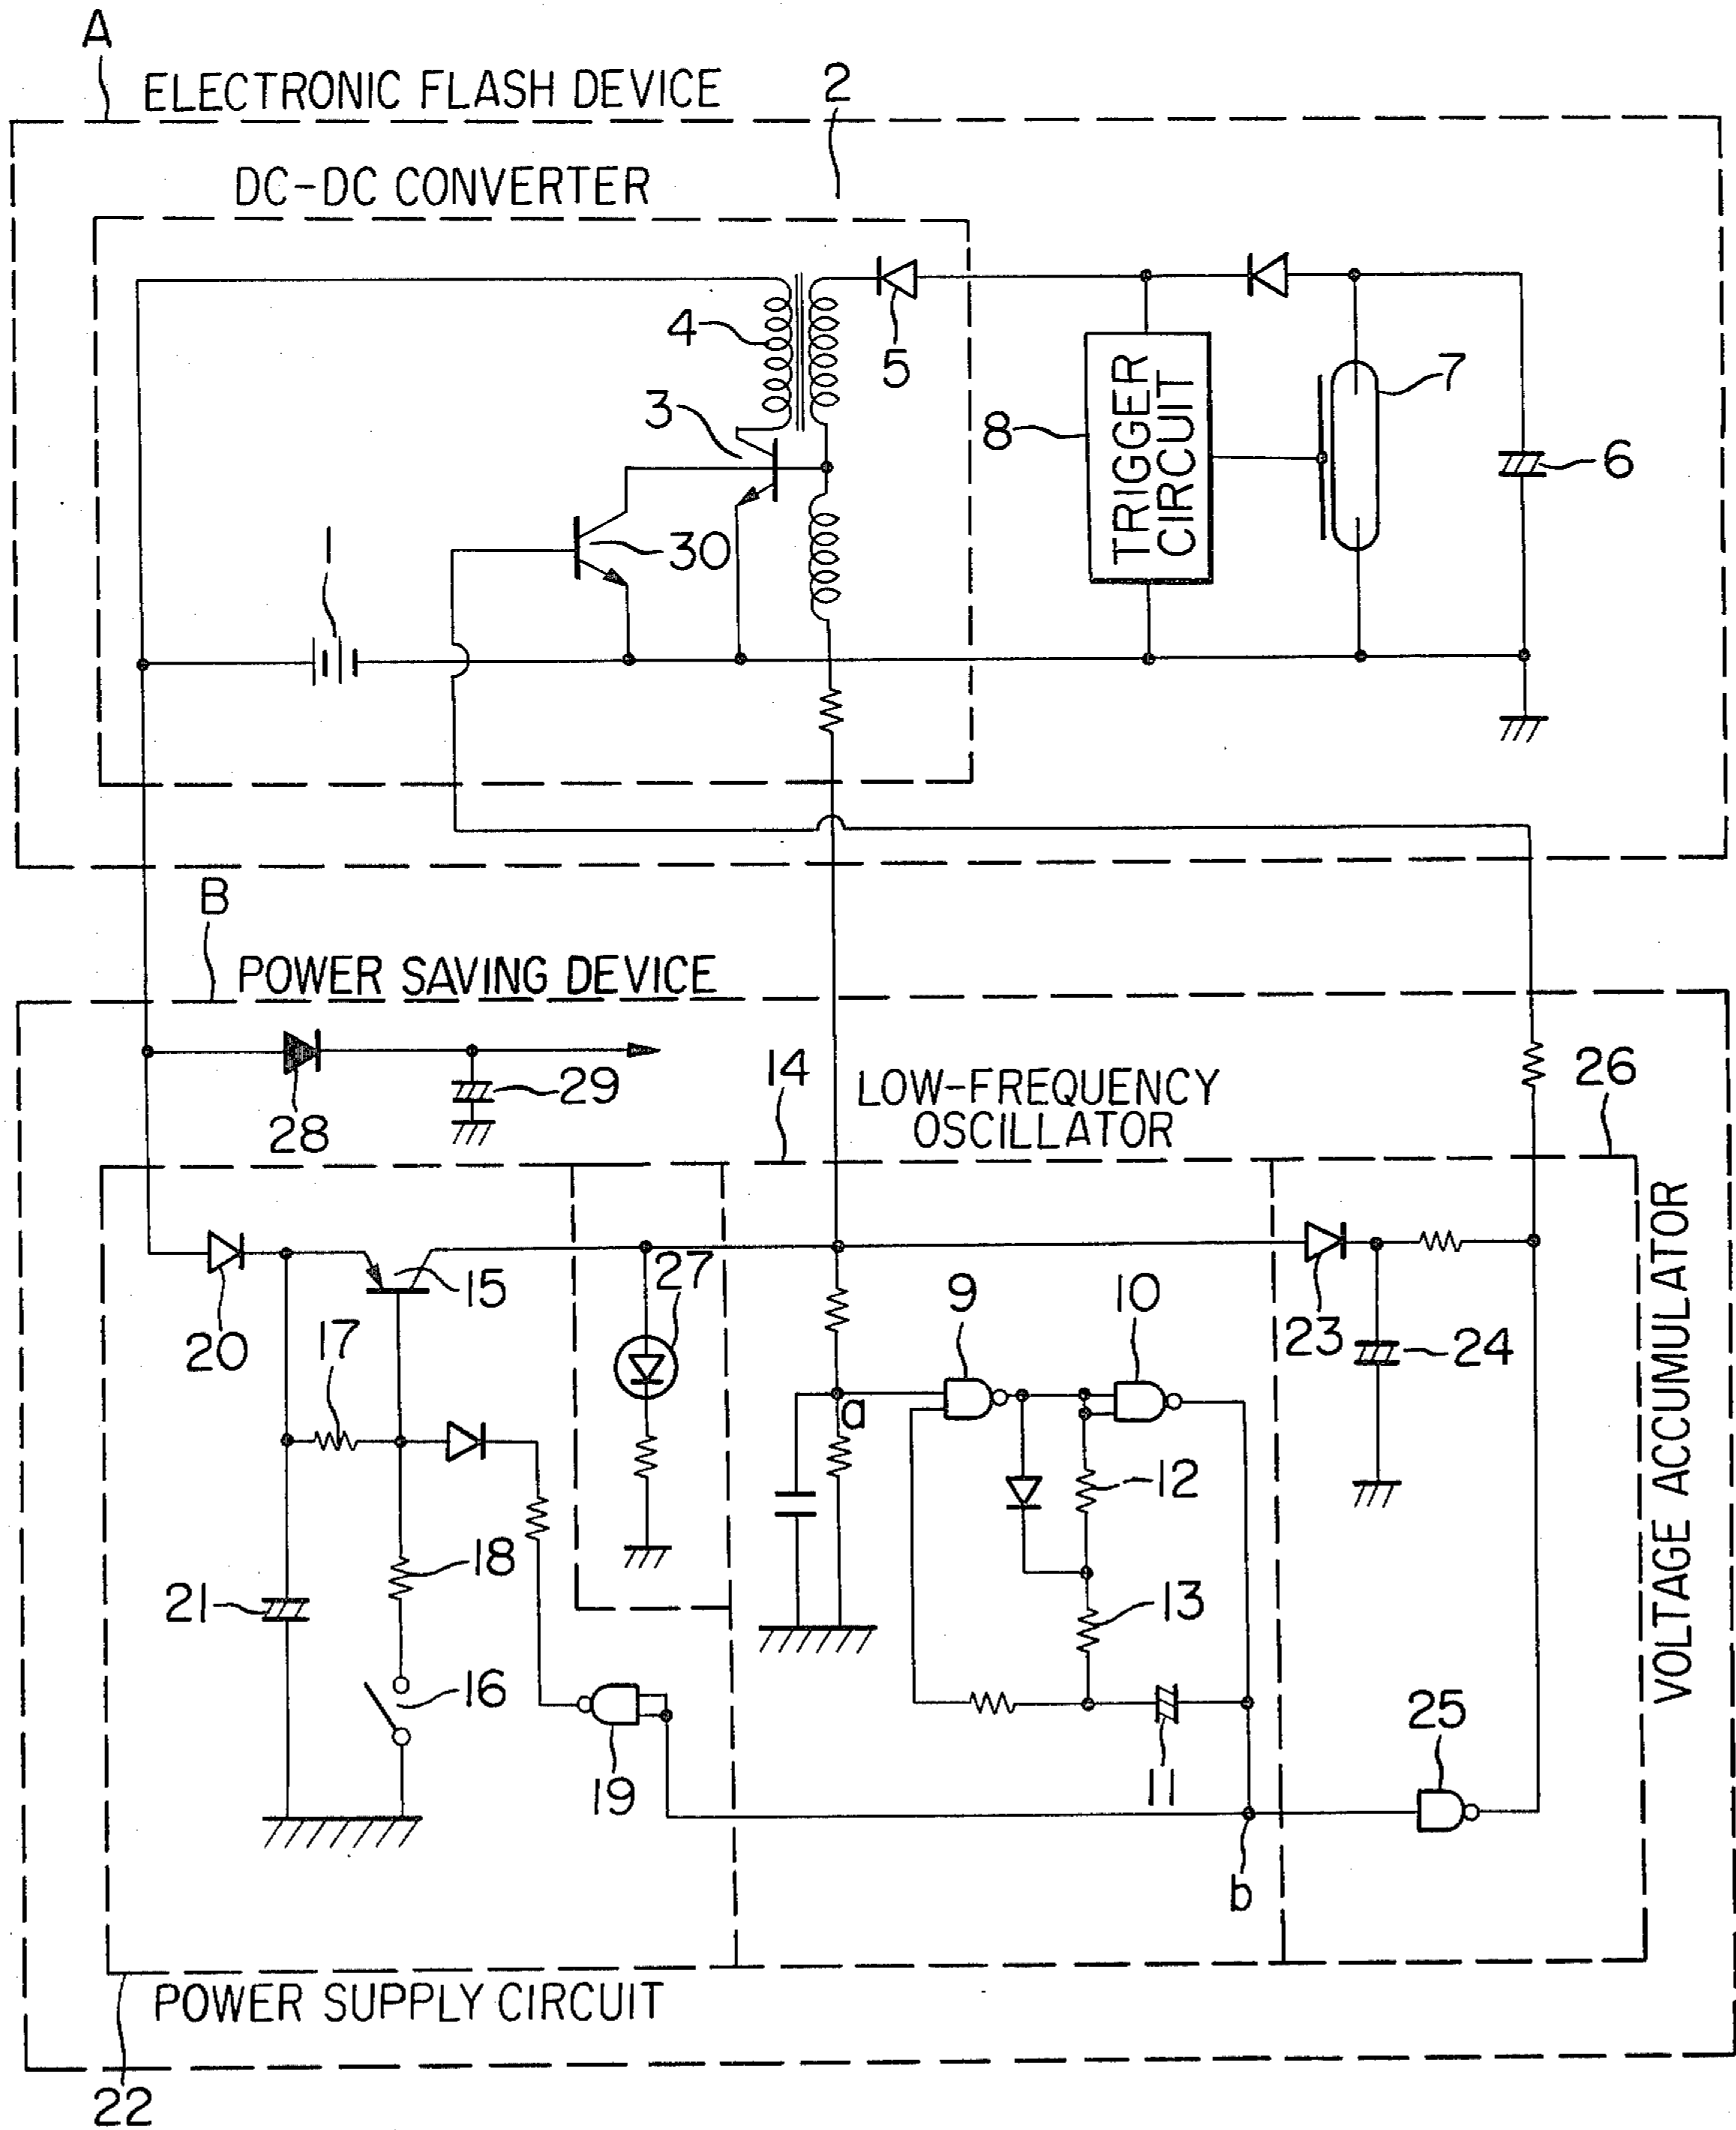 A
ELECTRONIC FLASH DEVICE
2
DC-DC CONVERTER
4
5
3
8
TRIGGER
CIRCUIT
7
6
1
30
B
POWER SAVING DEVICE
28
29
14
LOW-FREQUENCY
OSCILLATOR
26
VOLTAGE ACCUMULATOR
20
15
17
27
9
10
23
24
a
12
18
21
13
16
19
11
25
b
POWER SUPPLY CIRCUIT
22